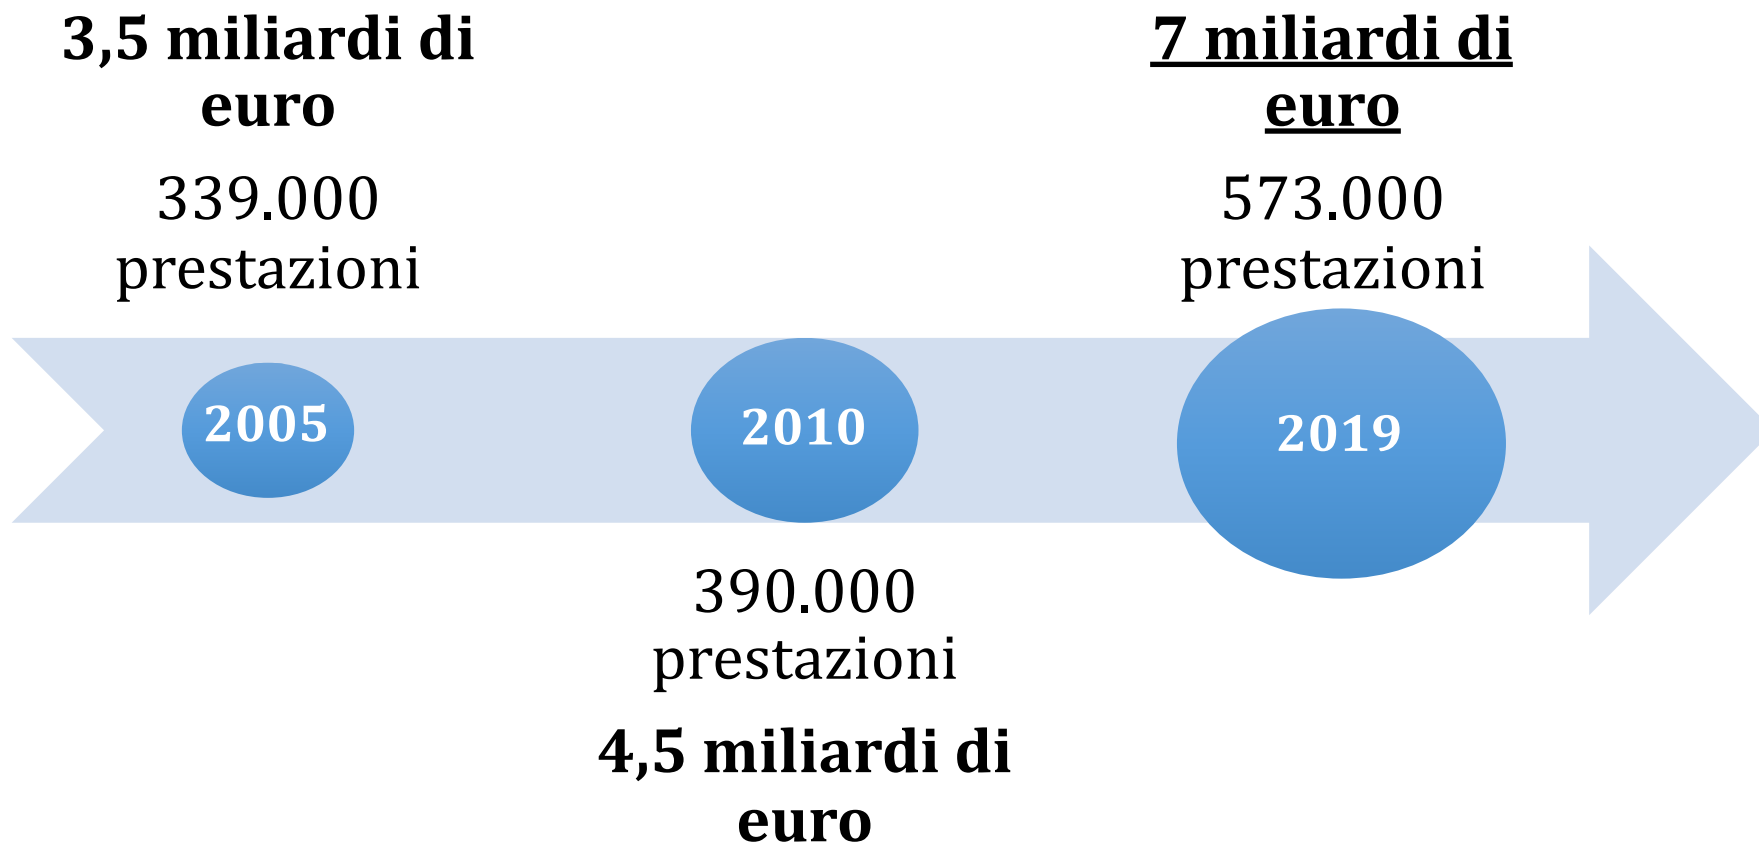 3,5 miliardi di
euro
339.000
prestazioni
2005
2010
390.000
prestazioni
4,5 miliardi di
euro
7 miliardi di
euro
573.000
prestazioni
2019